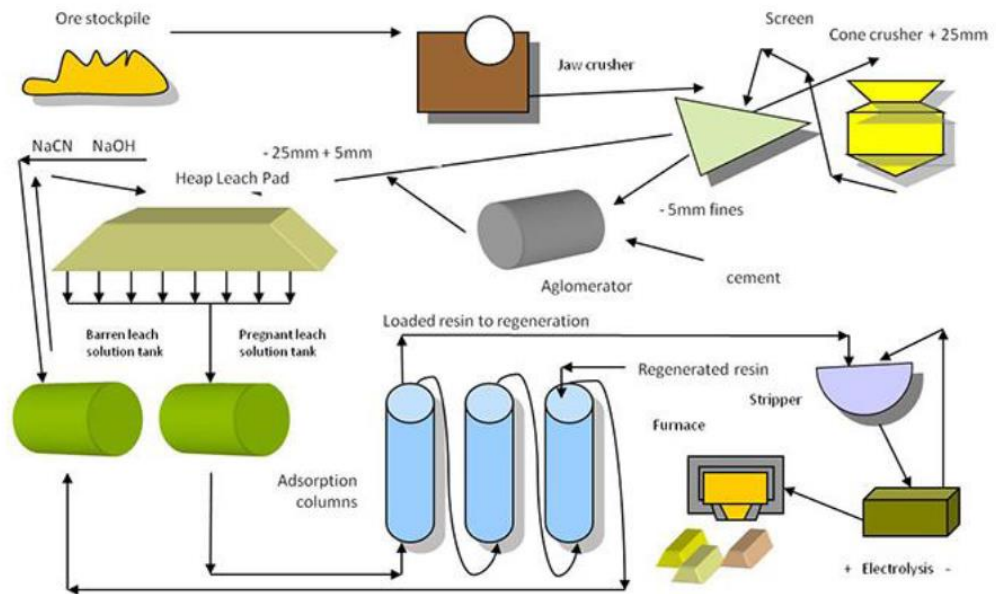 Ore stockpile
Jaw crusher
Screen
Cone crusher + 25mm
NaCN NaOH
- 25mm + 5mm
Heap Leach Pad
- 5mm fines
cement
Aglomerator
Barren leach
solution tank
Pregnant leach
solution tank
Loaded resin to regeneration
Regenerated resin
Stripper
Furnace
Adsorption
columns
+ Electrolysis -